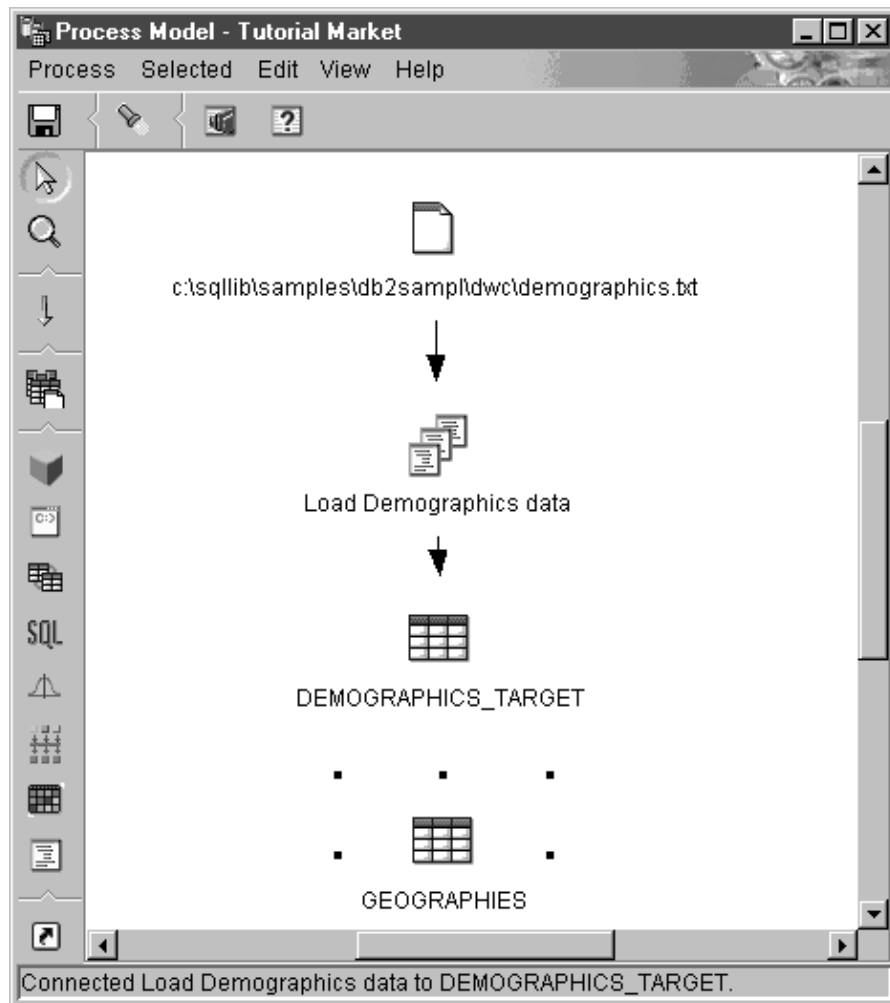 Process Model - Tutorial Market
Process Selected Edit View Help
c:\sqllib\samples\db2sampl\dwc\demographics.txt
Load Demographics data
C:>
SQL
DEMOGRAPHICS_TARGET
GEOGRAPHIES
Connected Load Demographics data to DEMOGRAPHICS_TARGET.